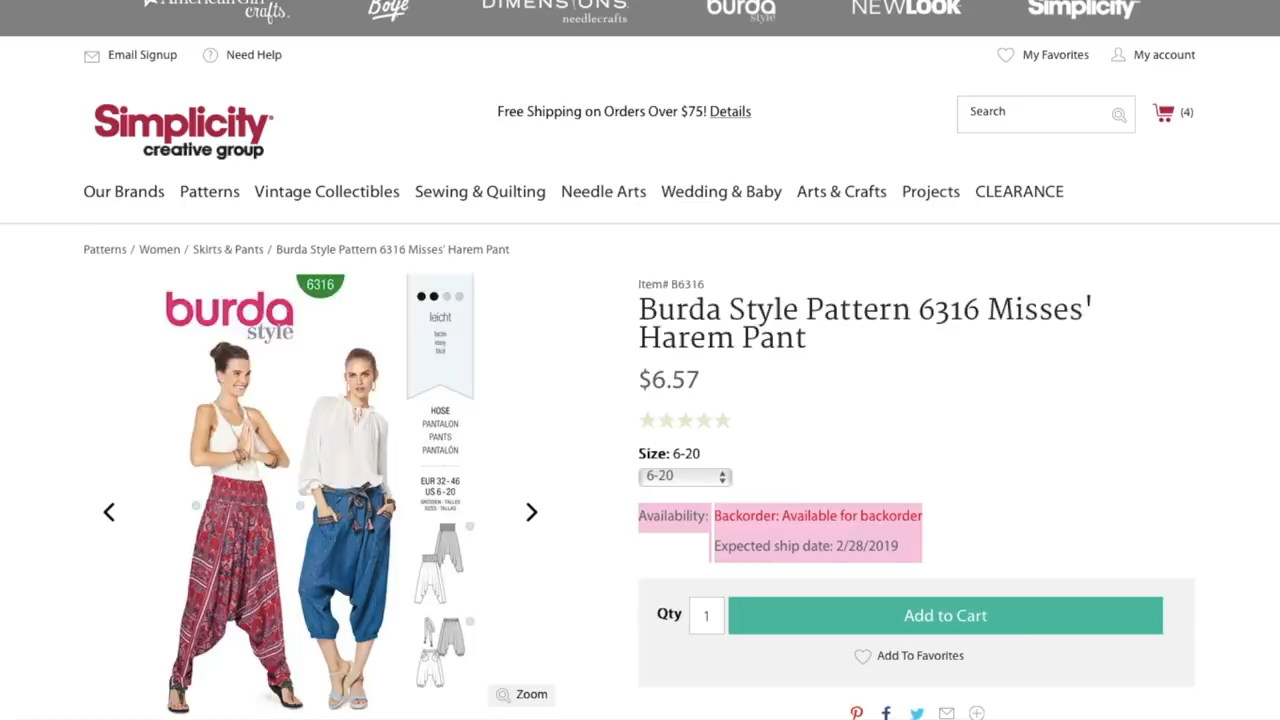 AmericanGirl crafts.
Boye
DIMENSIONS needlecrafts
burda style
NEWLOOK
Simplicity
Email Signup
Need Help
My Favorites
My account
Simplicity creative group
Free Shipping on Orders Over $75! Details
Search
(4)
Our Brands Patterns Vintage Collectibles Sewing & Quilting Needle Arts Wedding & Baby Arts & Crafts Projects CLEARANCE
Patterns / Women / Skirts & Pants / Burda Style Pattern 6316 Misses' Harem Pant
6316
burda
style
leicht
easy
HOSE
PANTALON
PANTS
PANTALÓN
EUR 32-46
US 6-20
Zoom
Item# B6316
Burda Style Pattern 6316 Misses'
Harem Pant
$6.57
Size: 6-20
6-20
Availability: Backorder: Available for backorder
Expected ship date: 2/28/2019
Qty 1 Add to Cart
Add To Favorites